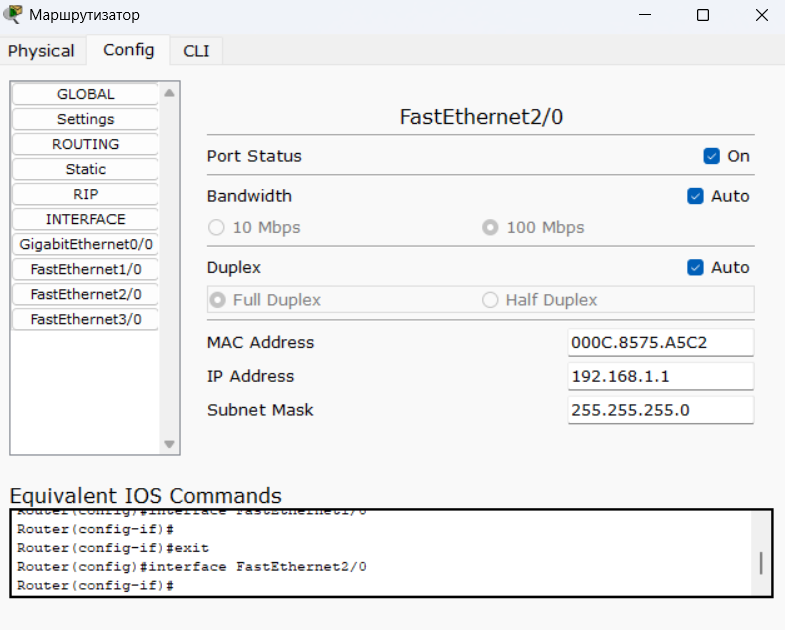 Маршрутизатор
Physical Config CLI
GLOBAL
Settings
ROUTING
Static
RIP
INTERFACE
GigabitEthernet0/0
FastEthernet1/0
FastEthernet2/0
FastEthernet3/0
FastEthernet2/0
Port Status On
Bandwidth Auto
10 Mbps 100 Mbps
Duplex Auto
Full Duplex Half Duplex
MAC Address 000C.8575.A5C2
IP Address 192.168.1.1
Subnet Mask 255.255.255.0
Equivalent IOS Commands
Router(config)#interface FastEthernet1/0
Router(config-if)#
Router(config-if)#exit
Router(config)#interface FastEthernet2/0
Router(config-if)#